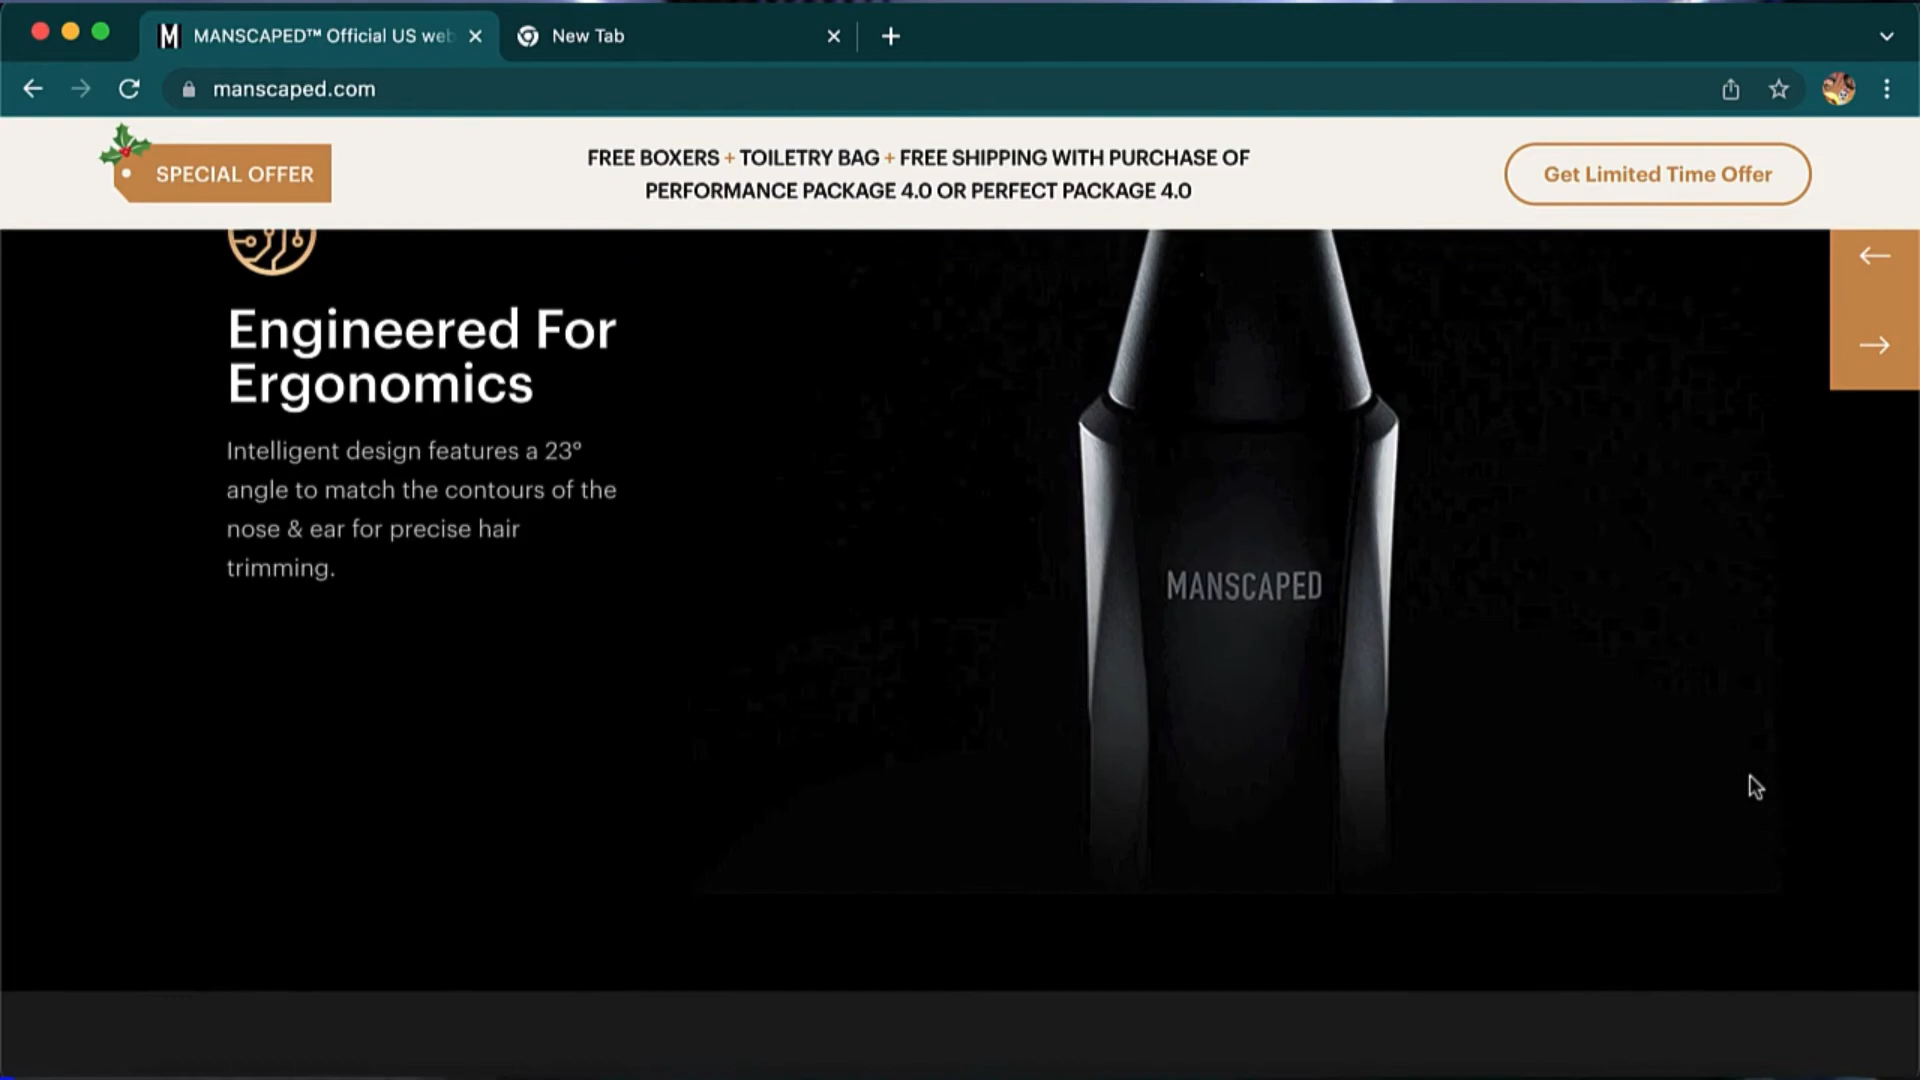 MANSCAPED™ Official US web
New Tab
manscaped.com
SPECIAL OFFER
FREE BOXERS + TOILETRY BAG + FREE SHIPPING WITH PURCHASE OF
PERFORMANCE PACKAGE 4.0 OR PERFECT PACKAGE 4.0
Get Limited Time Offer
Engineered For
Ergonomics
Intelligent design features a 23°
angle to match the contours of the
nose & ear for precise hair
trimming.
MANSCAPED